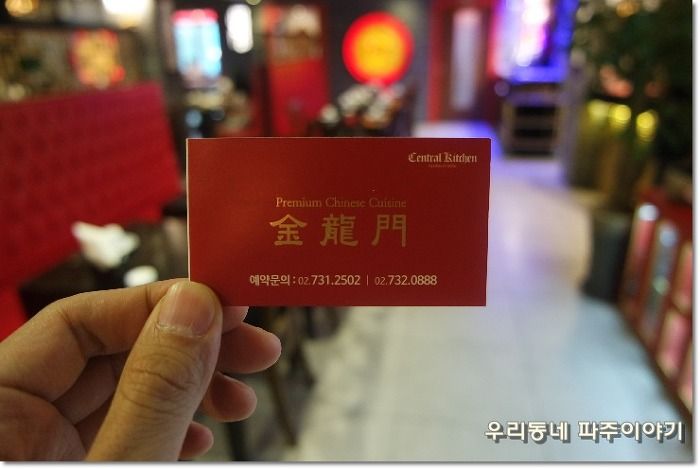 Central Kitchen
Premium Chinese Cuisine
金龍門
예약문의 : 02.731.2502 | 02.732.0888
우리동네 파주이야기